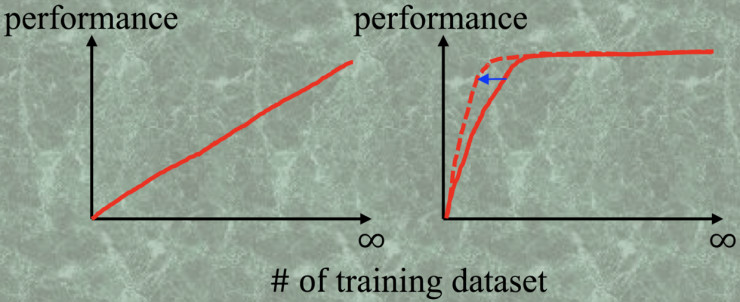 performance
performance
∞
∞
# of training dataset